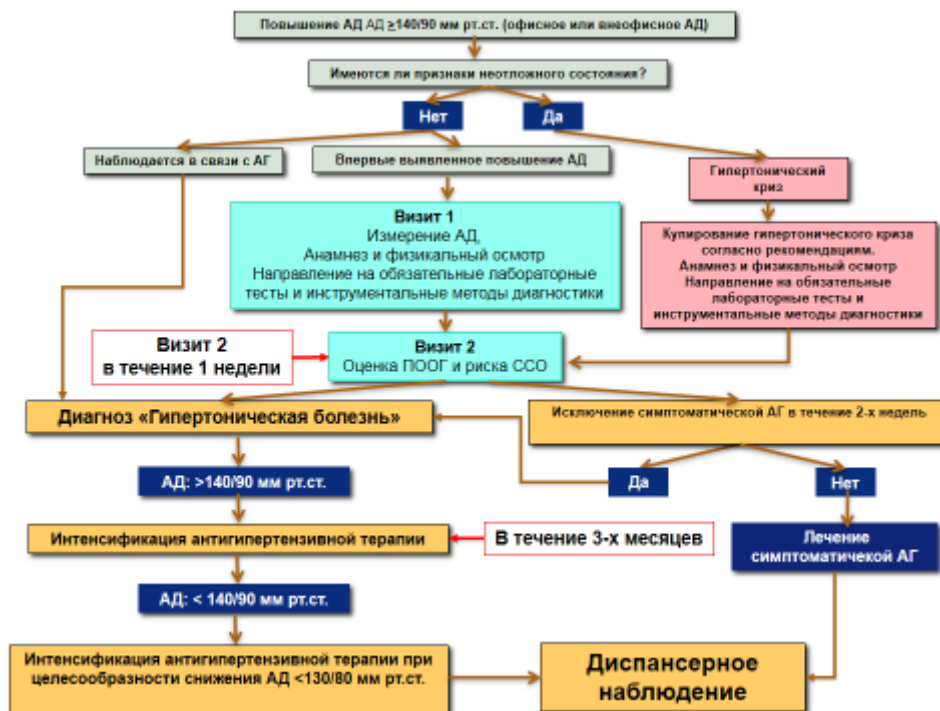 Повышение АД АД ≥140/90 мм рт.ст. (офисное или внеофисное АД)
Имеются ли признаки неотложного состояния?
Нет
Да
Наблюдается в связи с АГ
Впервые выявленное повышение АД
Гипертонический
криз
Визит 1
Измерение АД,
Анамнез и физикальный осмотр
Направление на обязательные лабораторные
тесты и инструментальные методы диагностики
Купирование гипертонического криза
согласно рекомендациям.
Анамнез и физикальный осмотр
Направление на обязательные
лабораторные тесты и
инструментальные методы диагностики
Визит 2
в течение 1 недели
Визит 2
Оценка ПООГ и риска ССО
Диагноз «Гипертоническая болезнь»
Исключение симптоматической АГ в течение 2-х недель
АД: >140/90 мм рт.ст.
Да
Нет
Интенсификация антигипертензивной терапии
В течение 3-х месяцев
Лечение
симптоматичекой АГ
АД: < 140/90 мм рт.ст.
Интенсификация антигипертензивной терапии при
целесообразности снижения АД <130/80 мм рт.ст.
Диспансерное
наблюдение